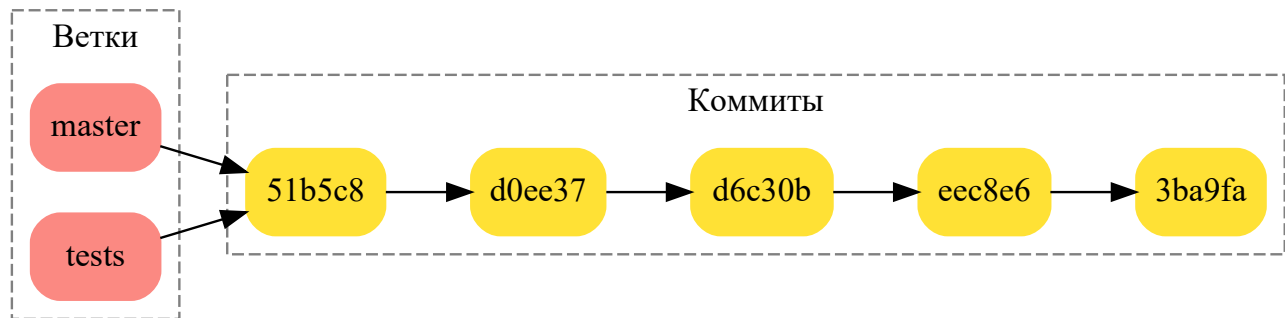 Ветки
master
tests
Коммиты
51b5c8
d0ee37
d6c30b
eec8e6
3ba9fa